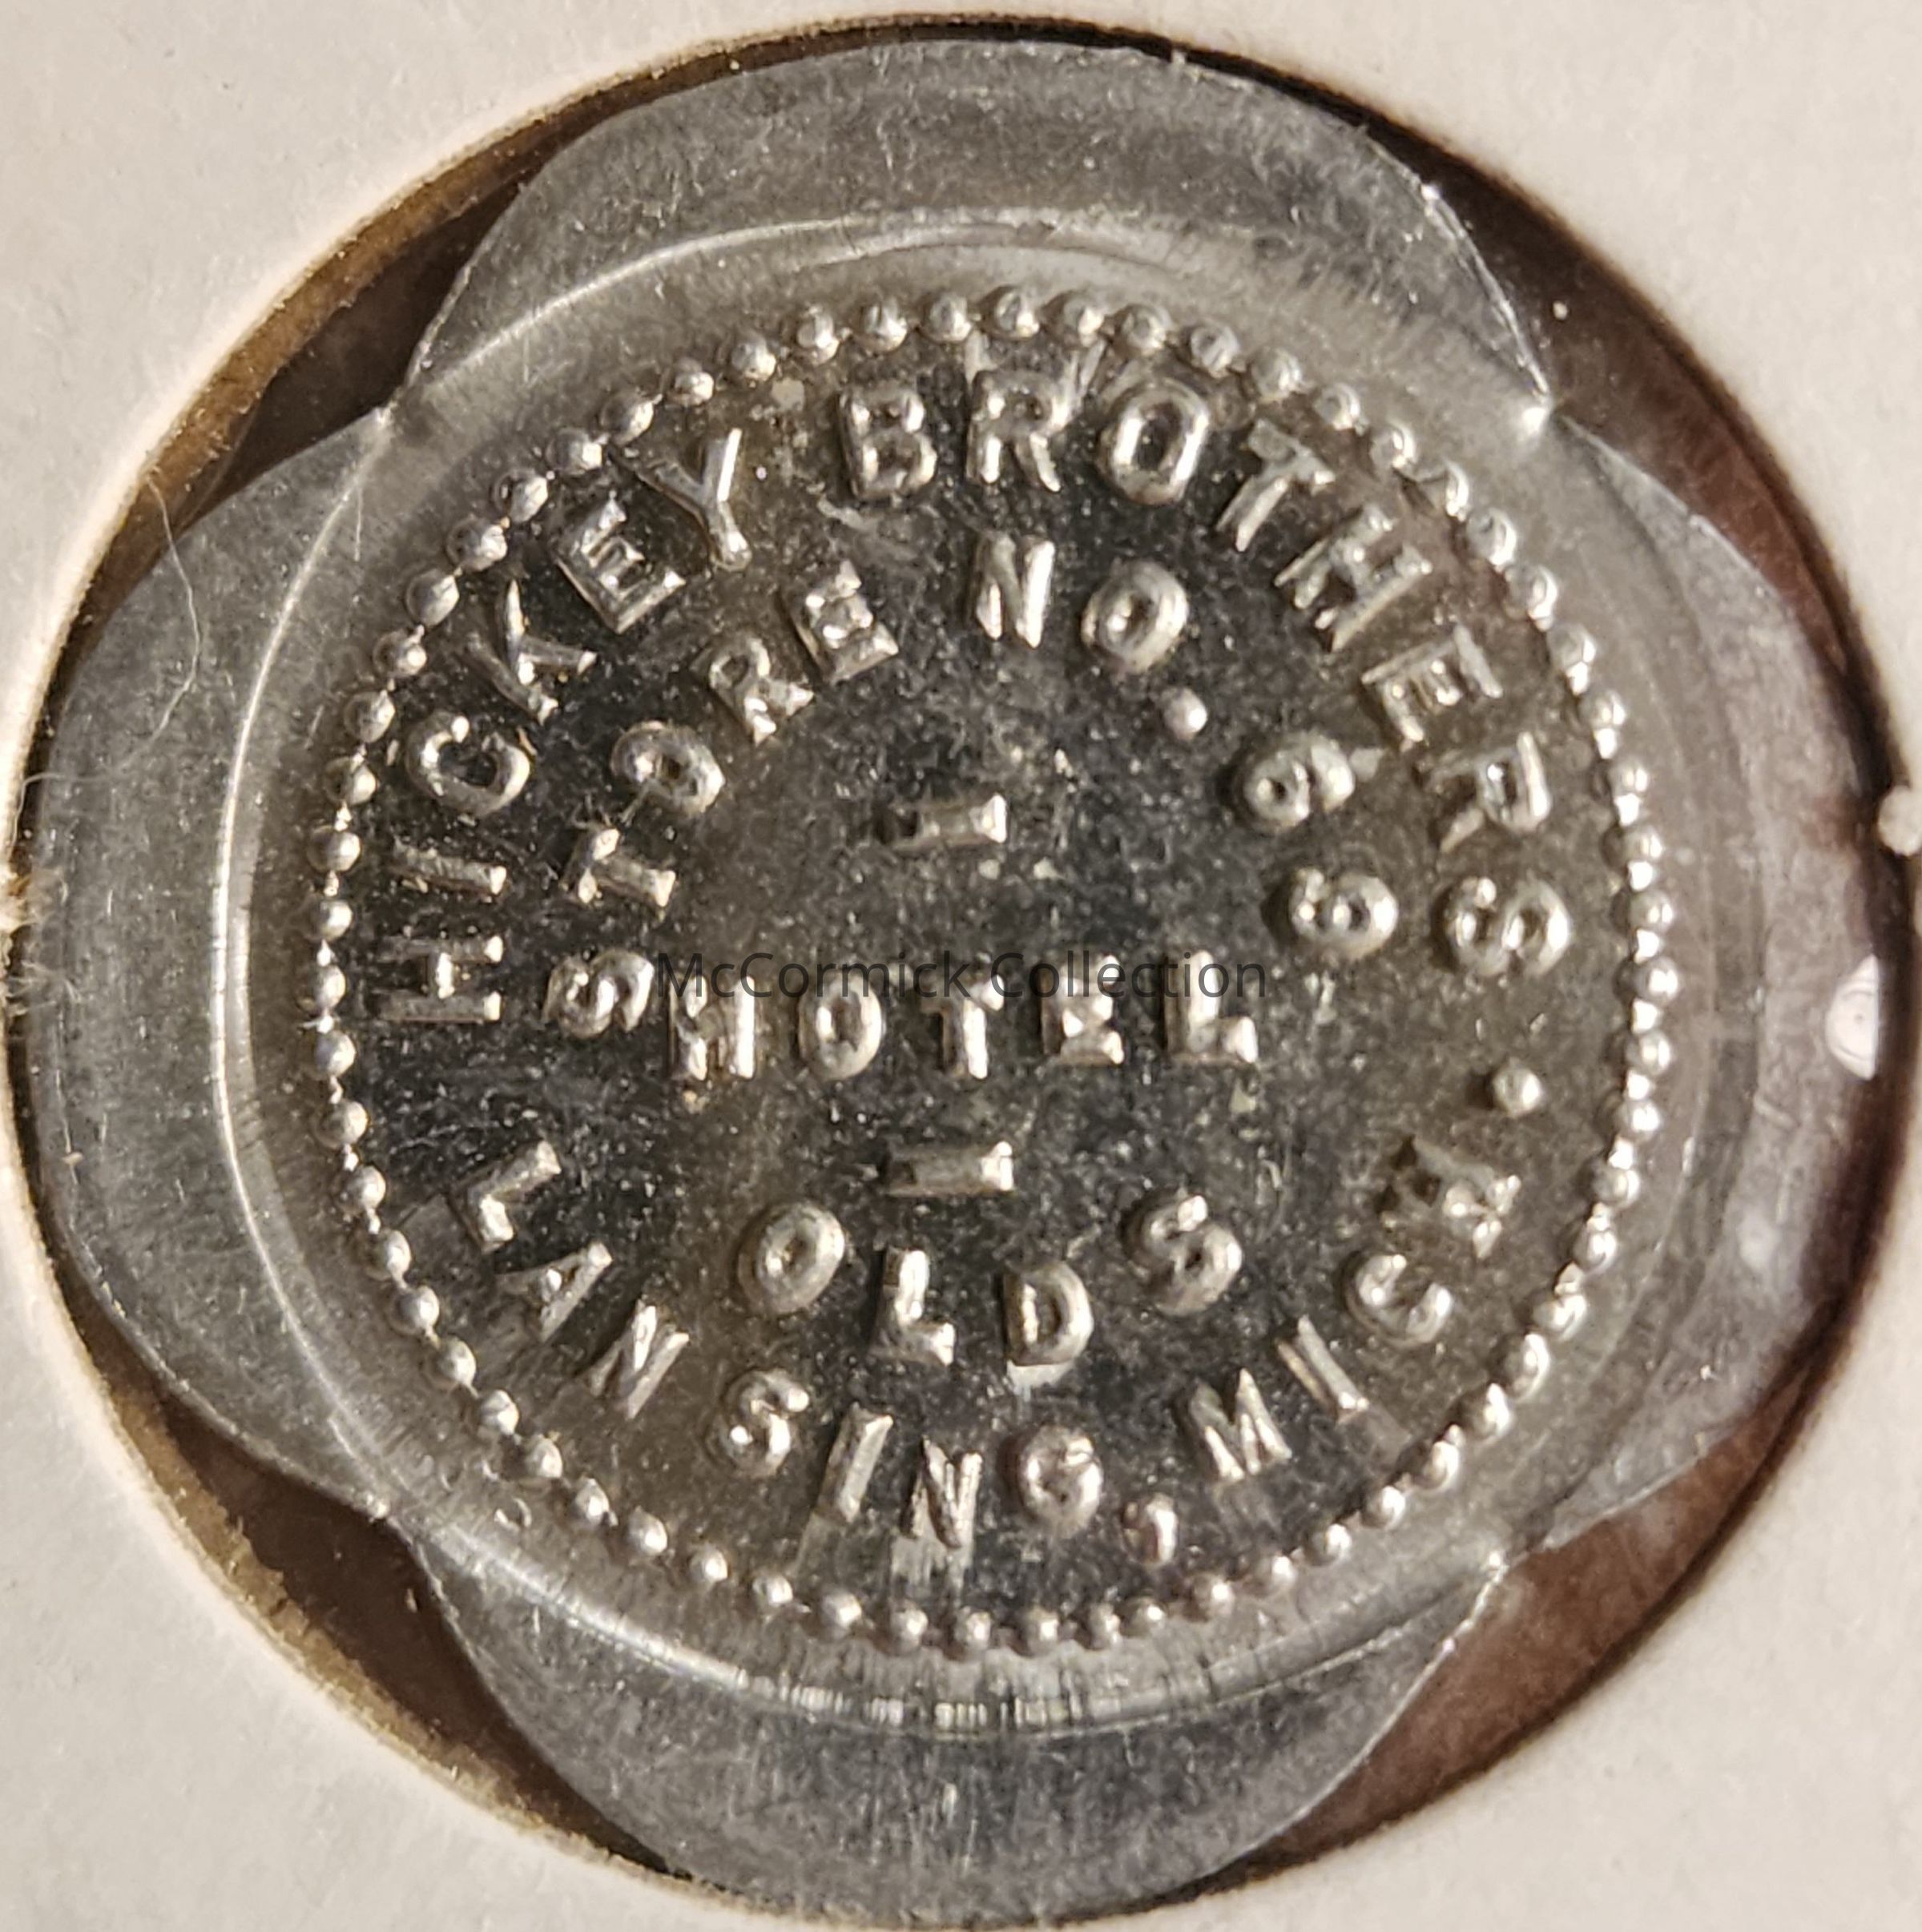 HICKEY BROTHERS
STORE NO. 69
-
HOTEL
-
OLDS
LANSING, MICH.
McCormick Collection